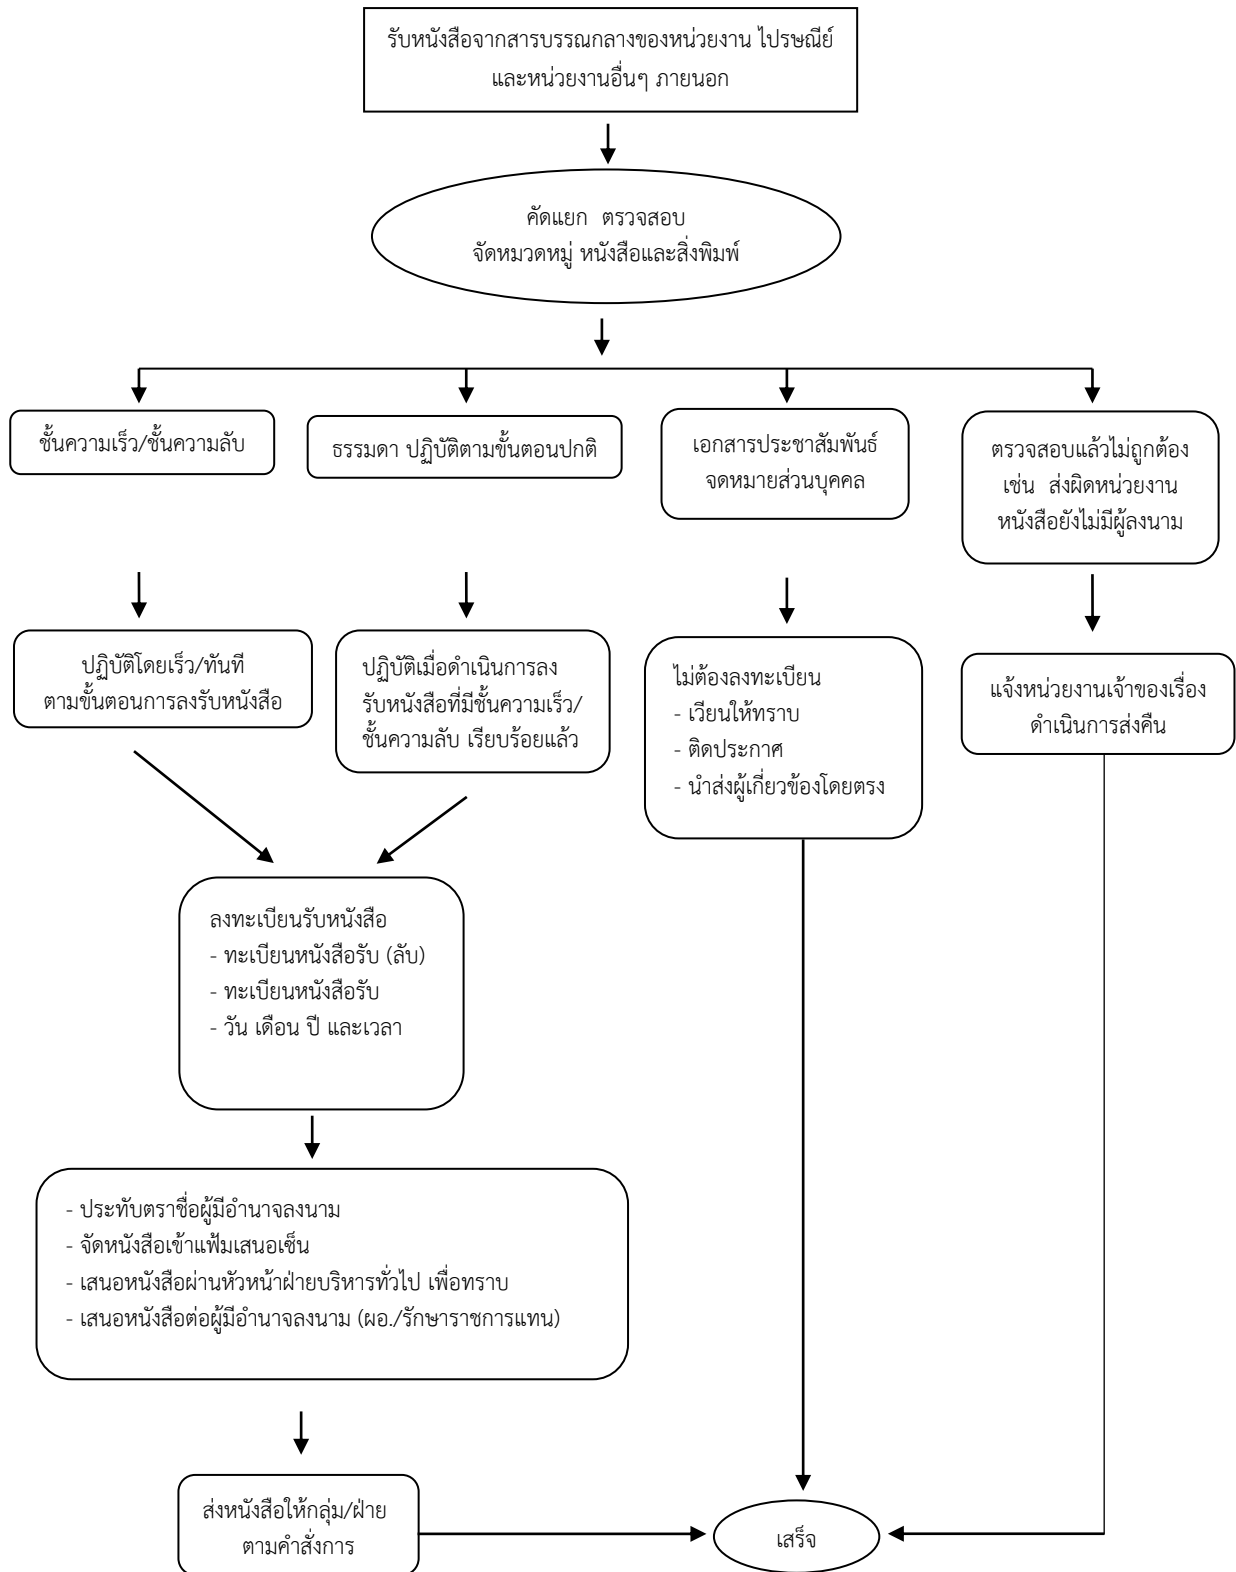 รับหนังสือจากสารบรรณกลางของหน่วยงาน ไปรษณีย์
และหน่วยงานอื่นๆ ภายนอก
คัดแยก ตรวจสอบ
จัดหมวดหมู่ หนังสือและสิ่งพิมพ์
ชั้นความเร็ว/ชั้นความลับ
ธรรมดา ปฏิบัติตามขั้นตอนปกติ
เอกสารประชาสัมพันธ์
จดหมายส่วนบุคคล
ตรวจสอบแล้วไม่ถูกต้อง
เช่น ส่งผิดหน่วยงาน
หนังสือยังไม่มีผู้ลงนาม
ปฏิบัติโดยเร็ว/ทันที
ตามขั้นตอนการลงรับหนังสือ
ปฏิบัติเมื่อดำเนินการลง
รับหนังสือที่มีชั้นความเร็ว/
ชั้นความลับ เรียบร้อยแล้ว
ไม่ต้องลงทะเบียน
- เวียนให้ทราบ
- ติดประกาศ
- นำส่งผู้เกี่ยวข้องโดยตรง
แจ้งหน่วยงานเจ้าของเรื่อง
ดำเนินการส่งคืน
ลงทะเบียนรับหนังสือ
- ทะเบียนหนังสือรับ (ลับ)
- ทะเบียนหนังสือรับ
- วัน เดือน ปี และเวลา
- ประทับตราชื่อผู้มีอำนาจลงนาม
- จัดหนังสือเข้าแฟ้มเสนอเซ็น
- เสนอหนังสือผ่านหัวหน้าฝ่ายบริหารทั่วไป เพื่อทราบ
- เสนอหนังสือต่อผู้มีอำนาจลงนาม (ผอ./รักษาราชการแทน)
ส่งหนังสือให้กลุ่ม/ฝ่าย
ตามคำสั่งการ
เสร็จ